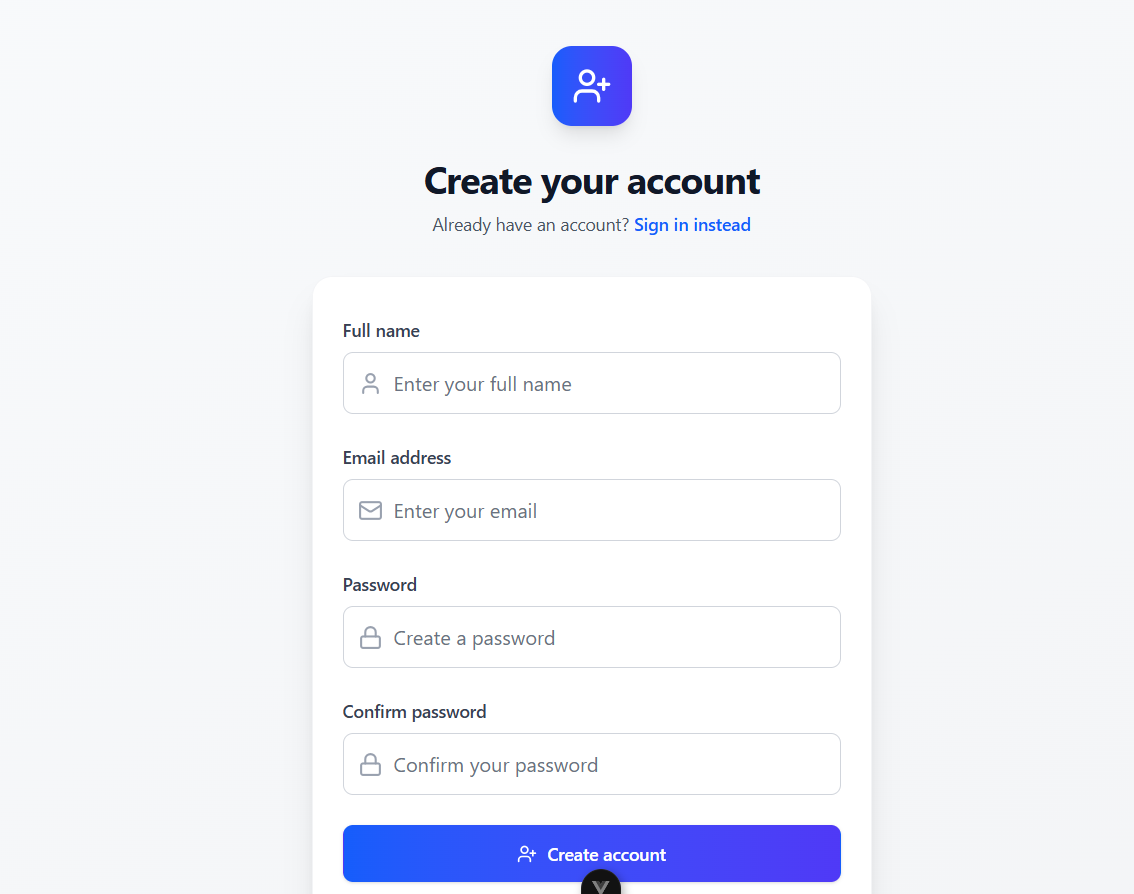 Create your account
Already have an account? Sign in instead
Full name
Enter your full name
Email address
Enter your email
Password
Create a password
Confirm password
Confirm your password
Create account